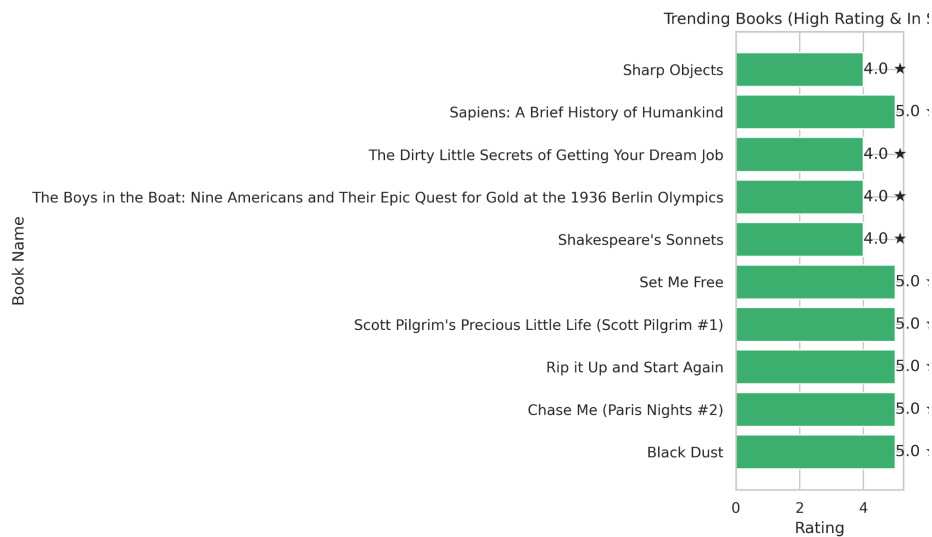 Trending Books (High Rating & In
Sharp Objects 4.0 ★
Sapiens: A Brief History of Humankind 5.0
The Dirty Little Secrets of Getting Your Dream Job 4.0 ★
The Boys in the Boat: Nine Americans and Their Epic Quest for Gold at the 1936 Berlin Olympics 4.0 ★
Shakespeare's Sonnets 4.0 ★
Set Me Free 5.0
Scott Pilgrim's Precious Little Life (Scott Pilgrim #1) 5.0
Rip it Up and Start Again 5.0
Chase Me (Paris Nights #2) 5.0
Black Dust 5.0
Book Name
0 2 4
Rating